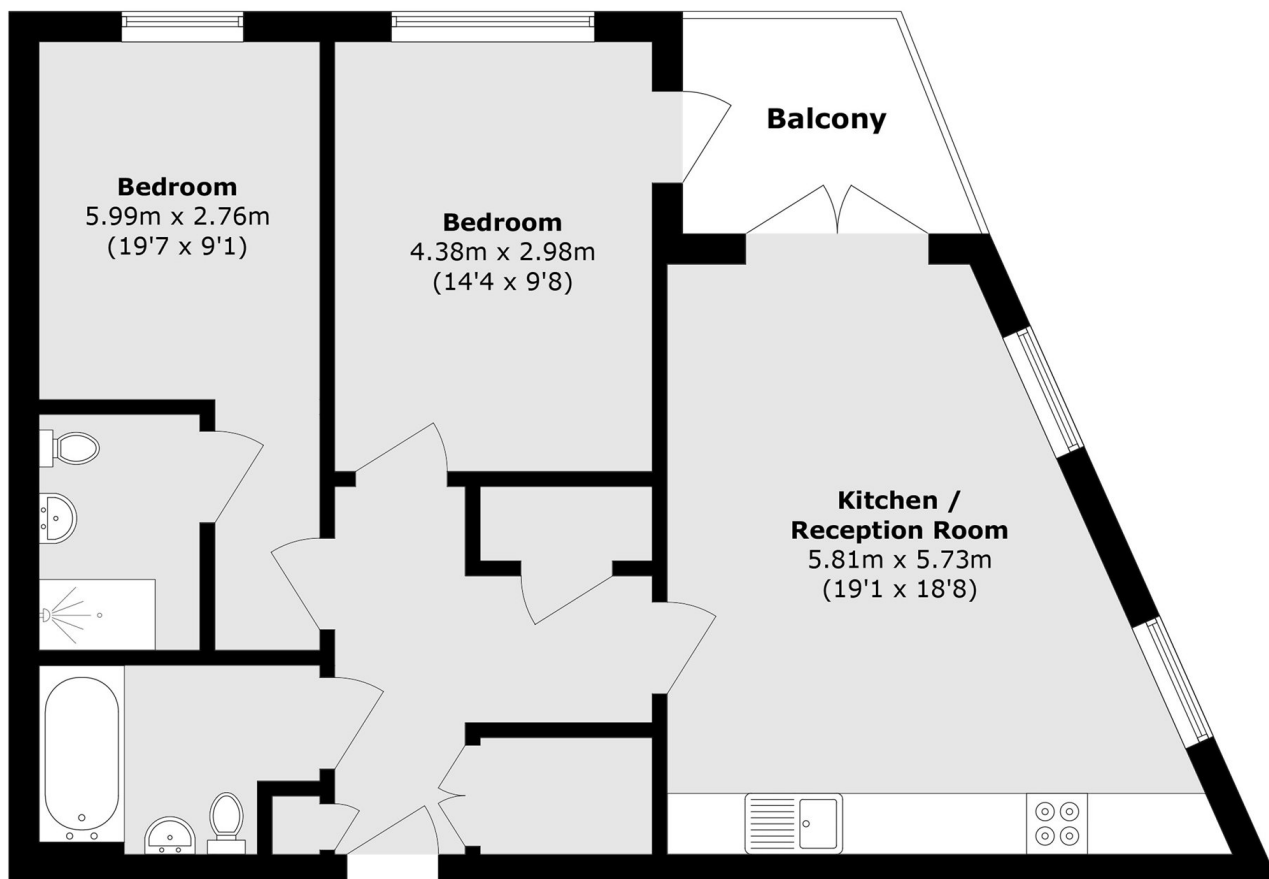 Balcony
Bedroom
5.99m x 2.76m
(19'7 x 9'1)
Bedroom
4.38m x 2.98m
(14'4 x 9'8)
Kitchen /
Reception Room
5.81m x 5.73m
(19'1 x 18'8)